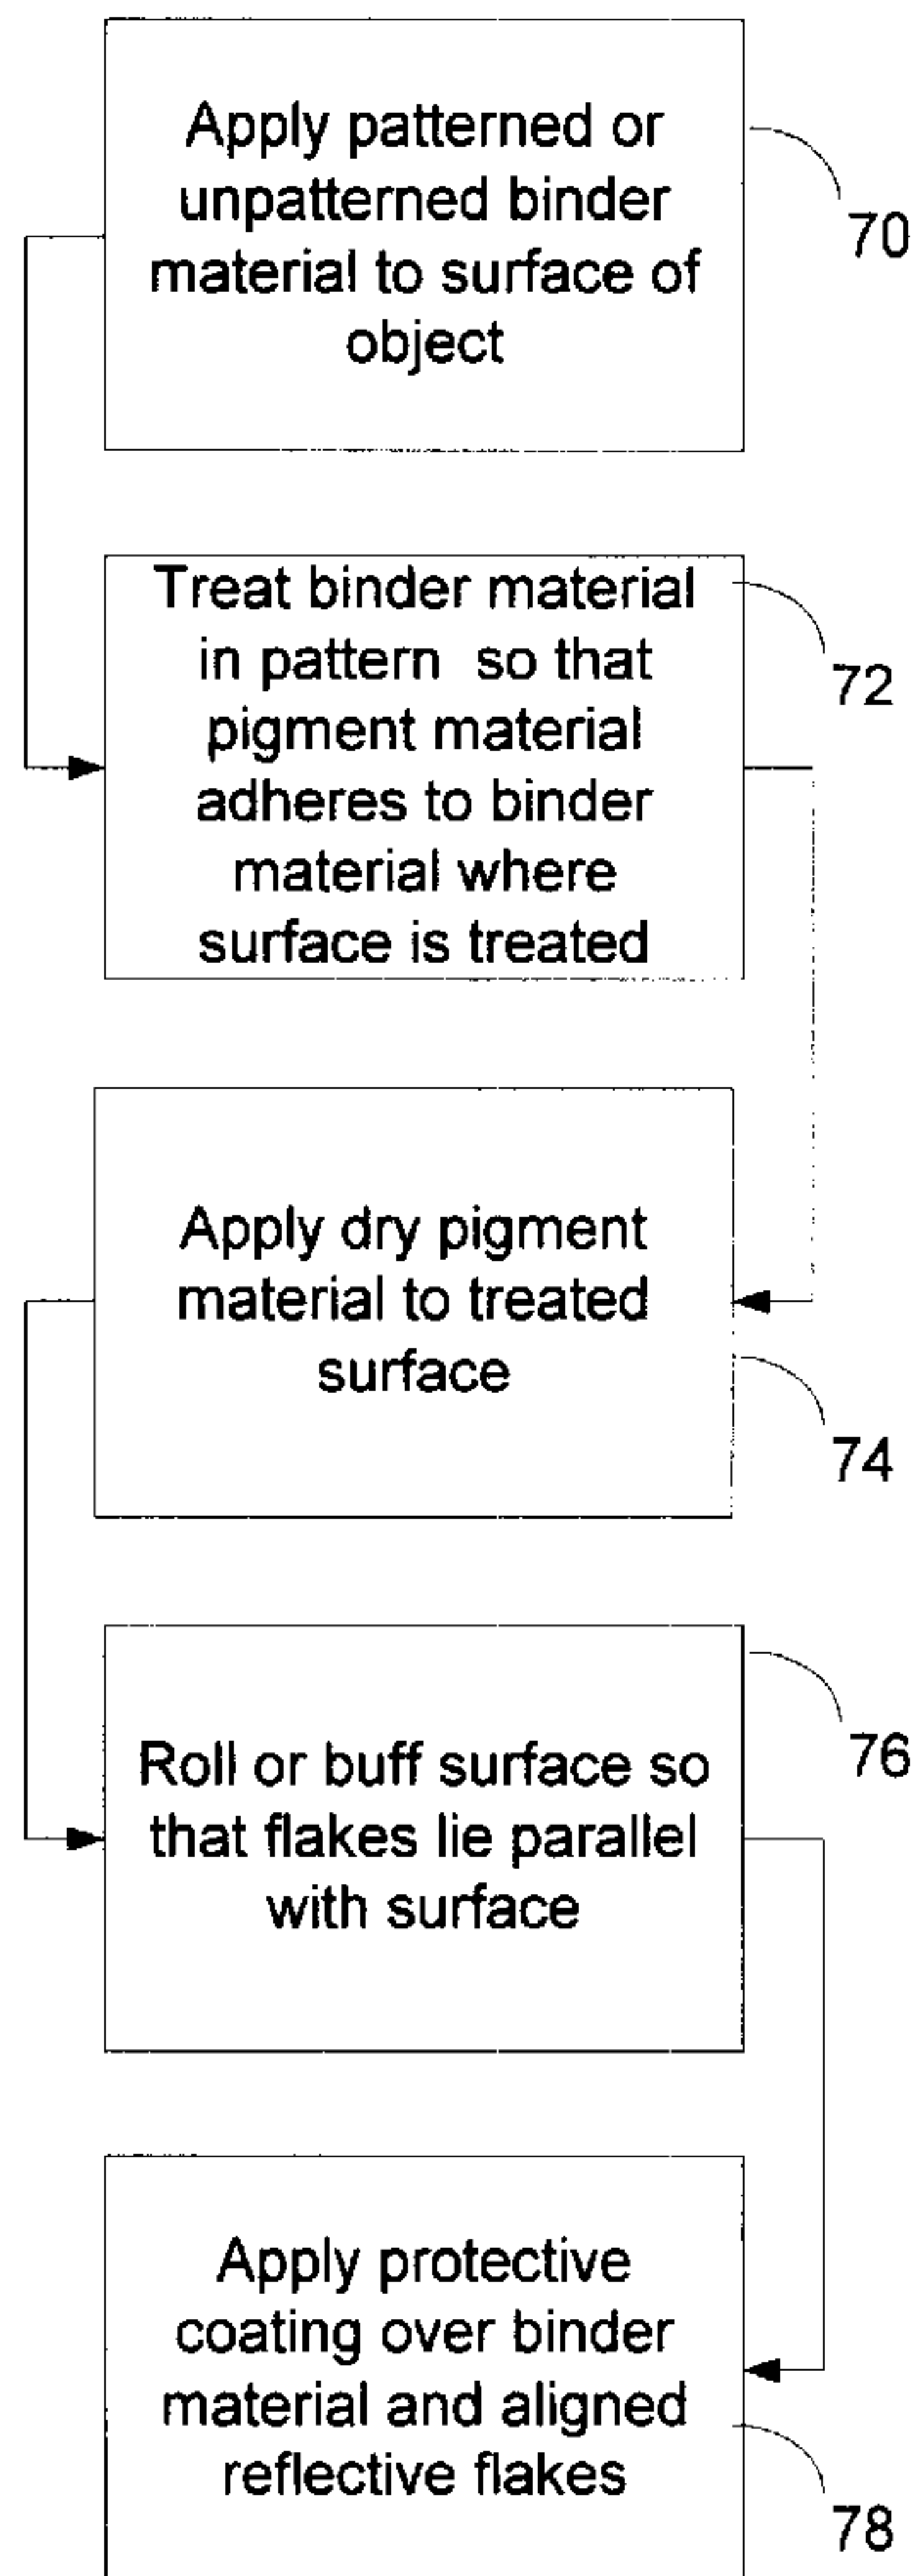 Apply patterned or
unpatterned binder
material to surface of
object
70
Treat binder material
in pattern so that
pigment material
adheres to binder
material where
surface is treated
72
Apply dry pigment
material to treated
surface
74
Roll or buff surface so
that flakes lie parallel
with surface
76
Apply protective
coating over binder
material and aligned
reflective flakes
78